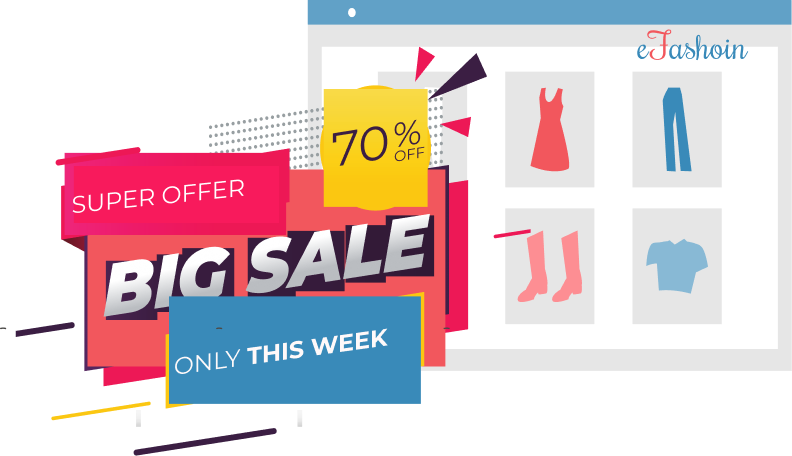 eFashoin
70%
OFF
SUPER OFFER
BIG SALE
ONLY THIS WEEK